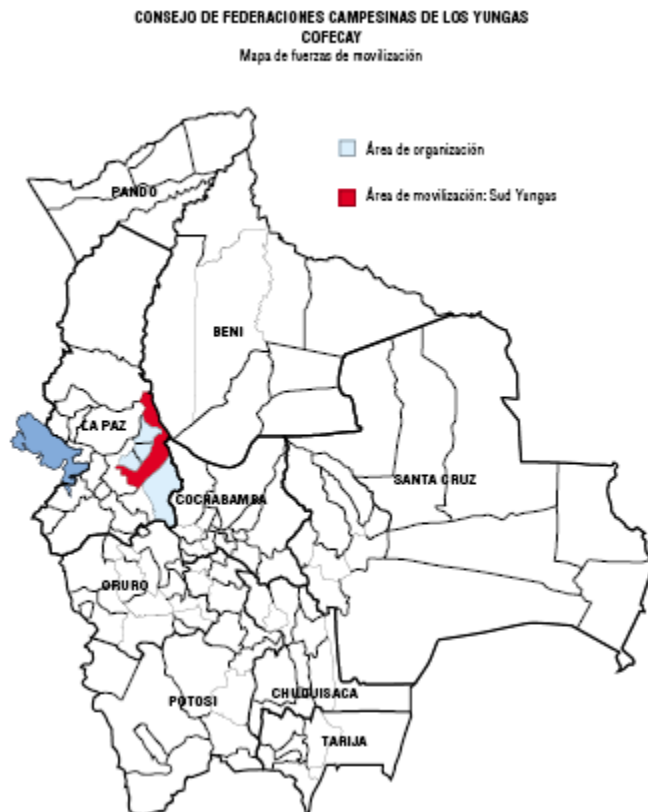 CONSEJO DE FEDERACIONES CAMPESINAS DE LOS YUNGAS
COFECAY
Mapa de fuerzas de movilización
Área de organización
Área de movilización: Sud Yungas
PANDO
BENI
LA PAZ
SANTA CRUZ
COCHABAMBA
ORURO
POTOSI
CHUQUISACA
TARIJA